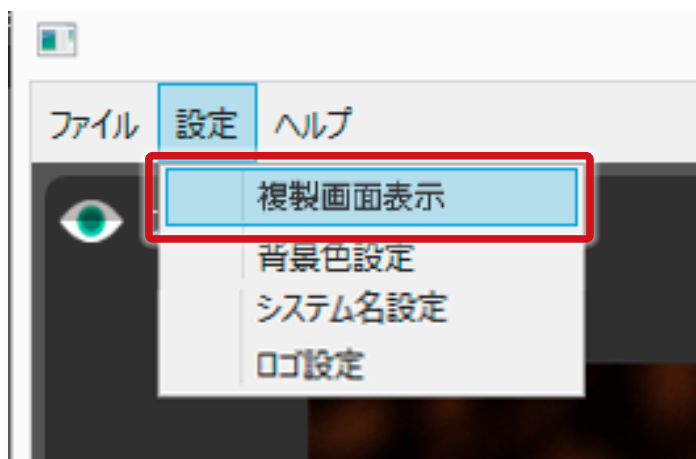 ファイル 設定 ヘルプ
複製画面表示
背景色設定
システム名設定
ロゴ設定